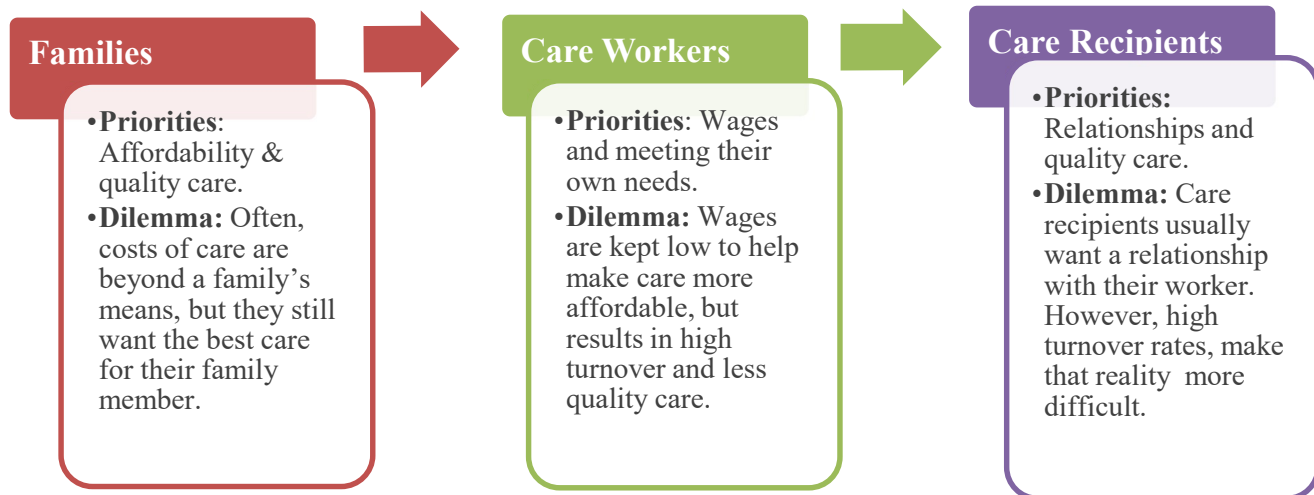 Families
•Priorities:
Affordability &
quality care.
•Dilemma: Often,
costs of care are
beyond a family’s
means, but they still
want the best care
for their family
member.
Care Workers
•Priorities: Wages
and meeting their
own needs.
•Dilemma: Wages
are kept low to help
make care more
affordable, but
results in high
turnover and less
quality care.
Care Recipients
•Priorities:
Relationships and
quality care.
•Dilemma: Care
recipients usually
want a relationship
with their worker.
However, high
turnover rates, make
that reality more
difficult.